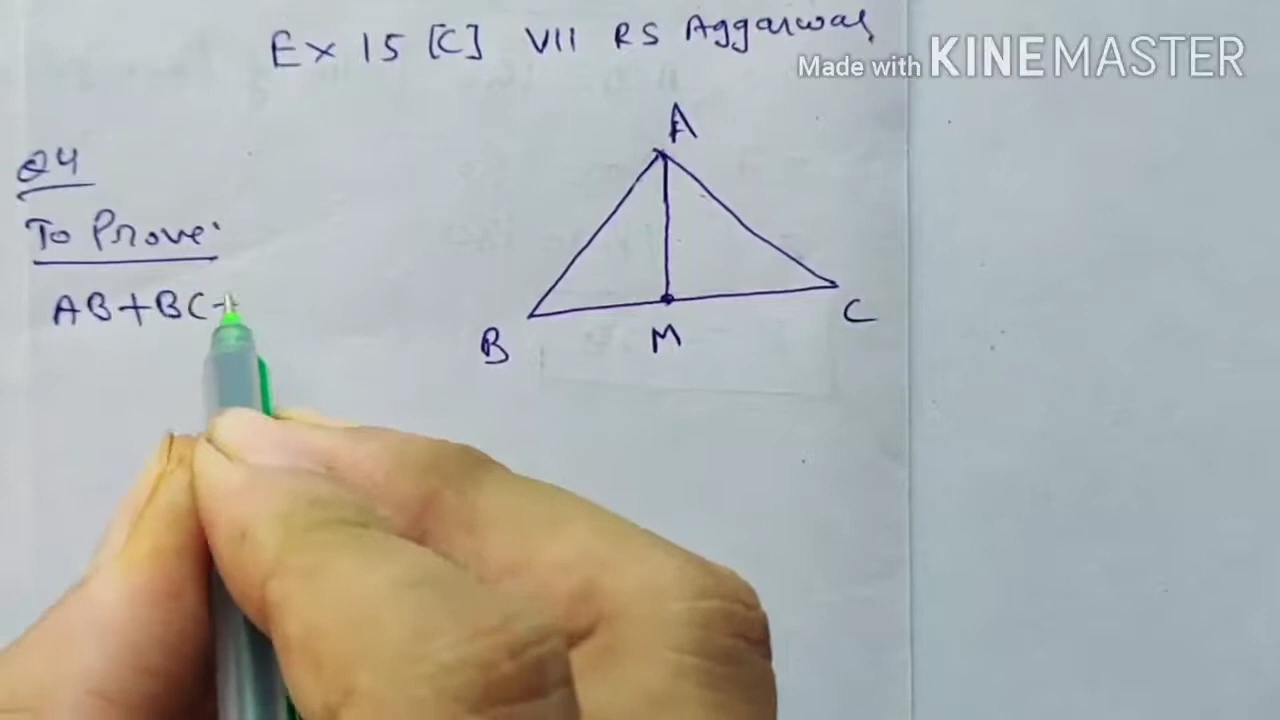 Ex 15 [C] VII RS Aggarwal
Made with KINEMASTER
Q4
To Prove:
AB+BC+
A
B
M
C